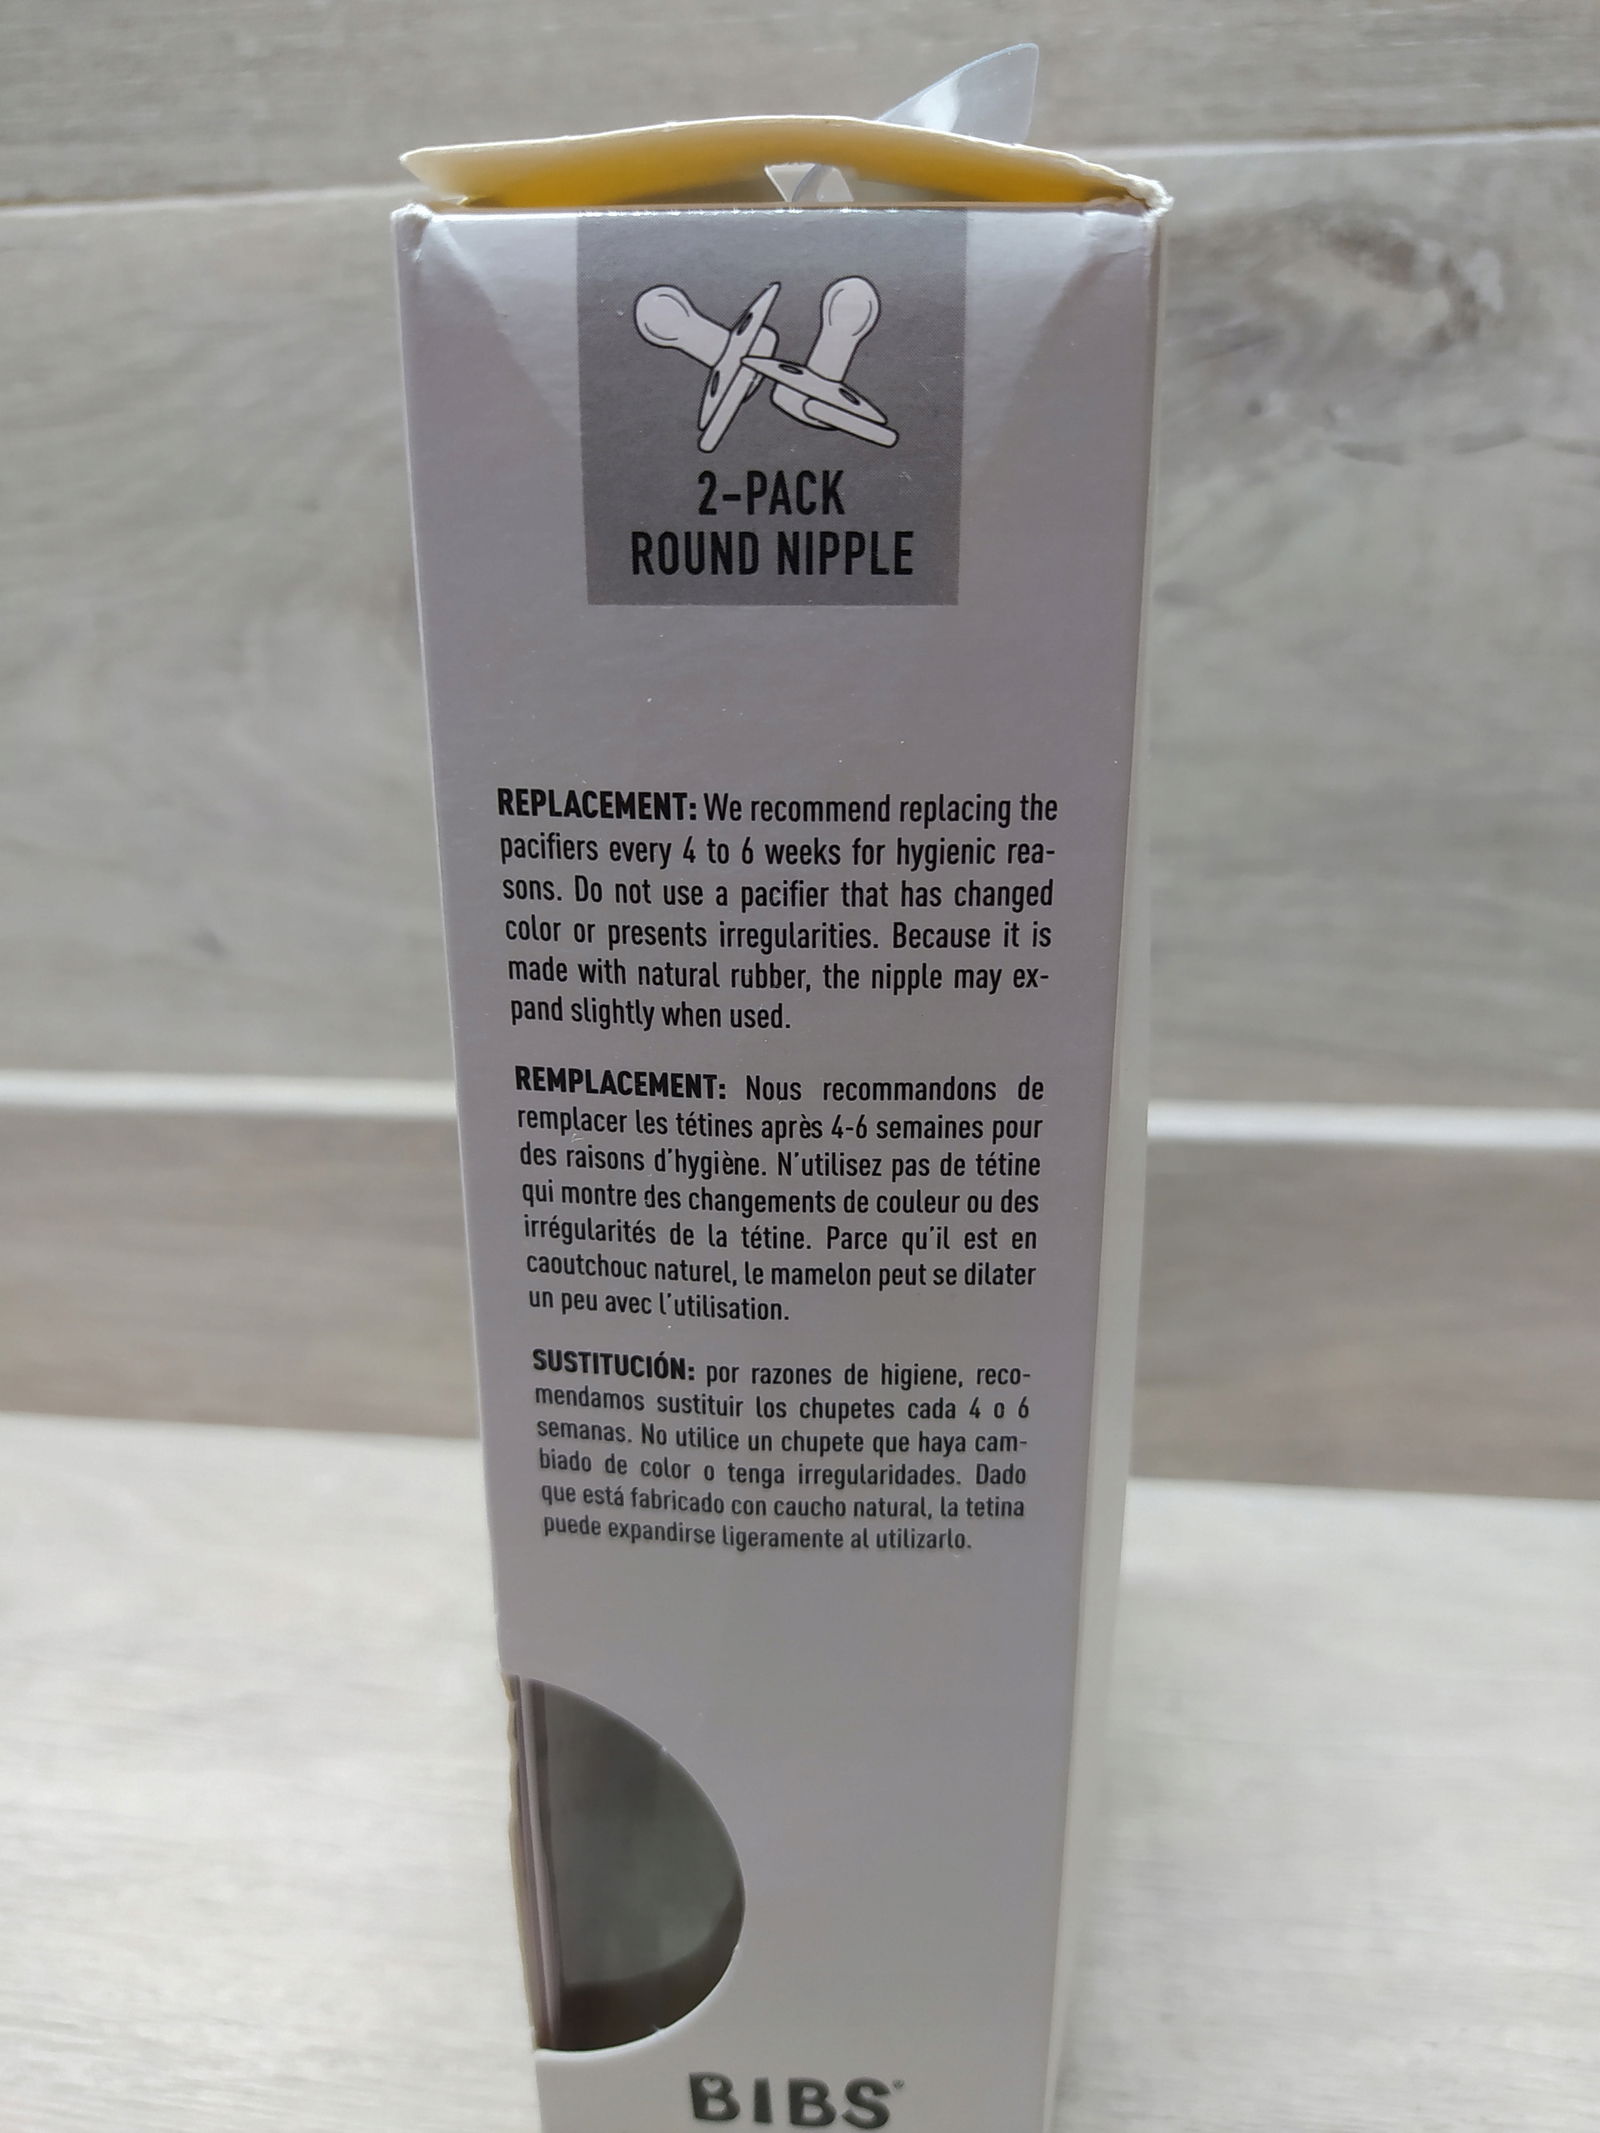 2-PACK
ROUND NIPPLE
REPLACEMENT: We recommend replacing the
pacifiers every 4 to 6 weeks for hygienic rea-
sons. Do not use a pacifier that has changed
color or presents irregularities. Because it is
made with natural rubber, the nipple may ex-
pand slightly when used.
REMPLACEMENT: Nous recommandons de
remplacer les tétines après 4-6 semaines pour
des raisons d'hygiène. N'utilisez pas de tétine
qui montre des changements de couleur ou des
irrégularités de la tétine. Parce qu'il est en
caoutchouc naturel, le mamelon peut se dilater
un peu avec l'utilisation.
SUSTITUCIÓN: por razones de higiene, reco-
mendamos sustituir los chupetes cada 4 o 6
semanas. No utilice un chupete que haya cam-
biado de color o tenga irregularidades. Dado
que está fabricado con caucho natural, la tetina
puede expandirse ligeramente al utilizarlo.
BIBS®